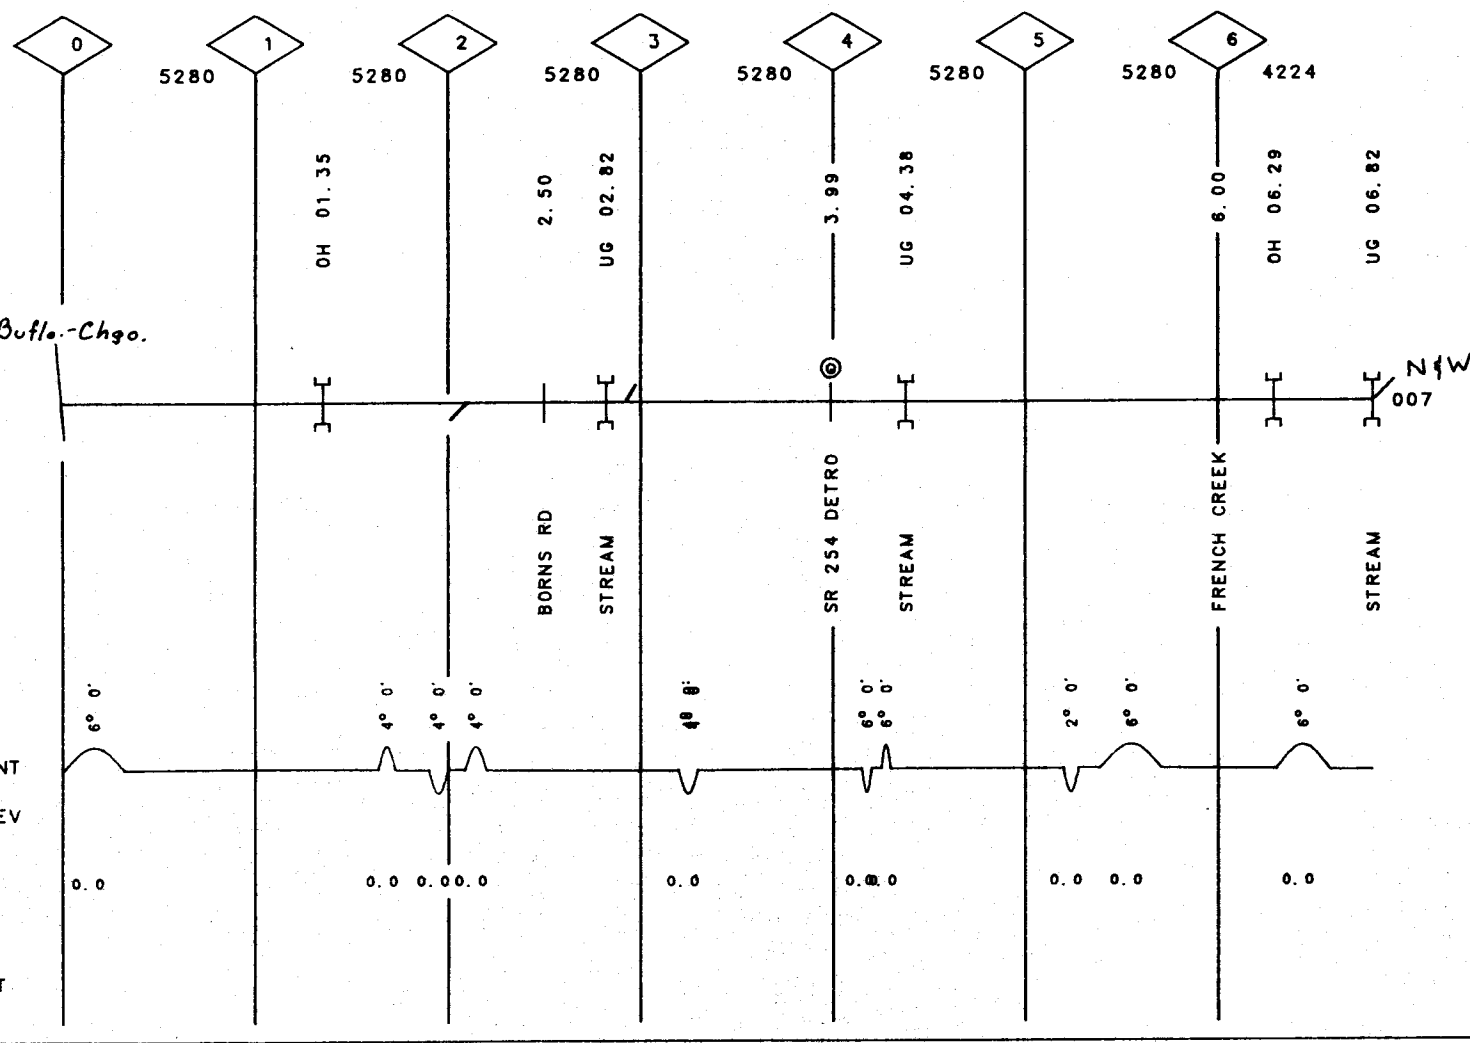 0 1 2 3 4 5 6
5280 5280 5280 5280 5280 5280 4224
OH 01.35
2.50
UG 02.82
3.99
UG 04.38
6.00
OH 06.29
UG 06.82
Buflo.-Chgo.
N&W
007
BORNS RD
STREAM
SR 254 DETRO
STREAM
FRENCH CREEK
STREAM
6° 0'
4° 0'
4° 0'
4° 0'
6° 0'
6° 0'
2° 0'
6° 0'
6° 0'
NT
EV
0.0 0.0 0.0 0.0 0.0 0.0 0.0 0.0
T